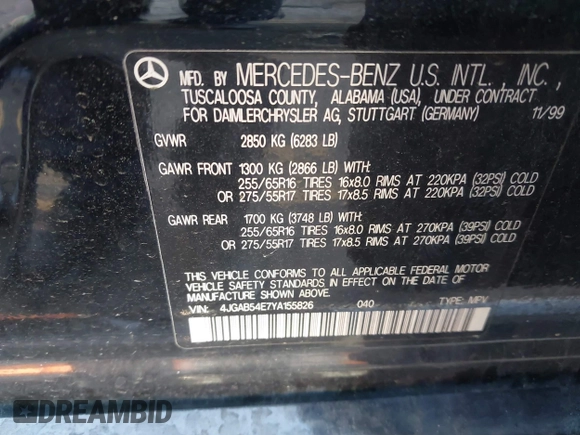 MFD. BY MERCEDES-BENZ U.S. INTL., INC.,
TUSCALOOSA COUNTY, ALABAMA (USA), UNDER CONTRACT
FOR DAIMLERCHRYSLER AG, STUTTGART (GERMANY) 11/99
GVWR 2850 KG (6283 LB)
GAWR FRONT 1300 KG (2866 LB) WITH:
255/65R16 TIRES 16x8.0 RIMS AT 220KPA (32PSI) COLD
OR 275/55R17 TIRES 17x8.5 RIMS AT 220KPA (32PSI) COLD
GAWR REAR 1700 KG (3748 LB) WITH:
255/65R16 TIRES 16x8.0 RIMS AT 270KPA (39PSI) COLD
OR 275/55R17 TIRES 17x8.5 RIMS AT 270KPA (39PSI) COLD
THIS VEHICLE CONFORMS TO ALL APPLICABLE FEDERAL MOTOR
VEHICLE SAFETY STANDARDS IN EFFECT ON THE DATE OF
MANUFACTURE SHOWN ABOVE.
VIN: 4JGAB54E7YA155826 040 TYPE: MPV
DREAMBID